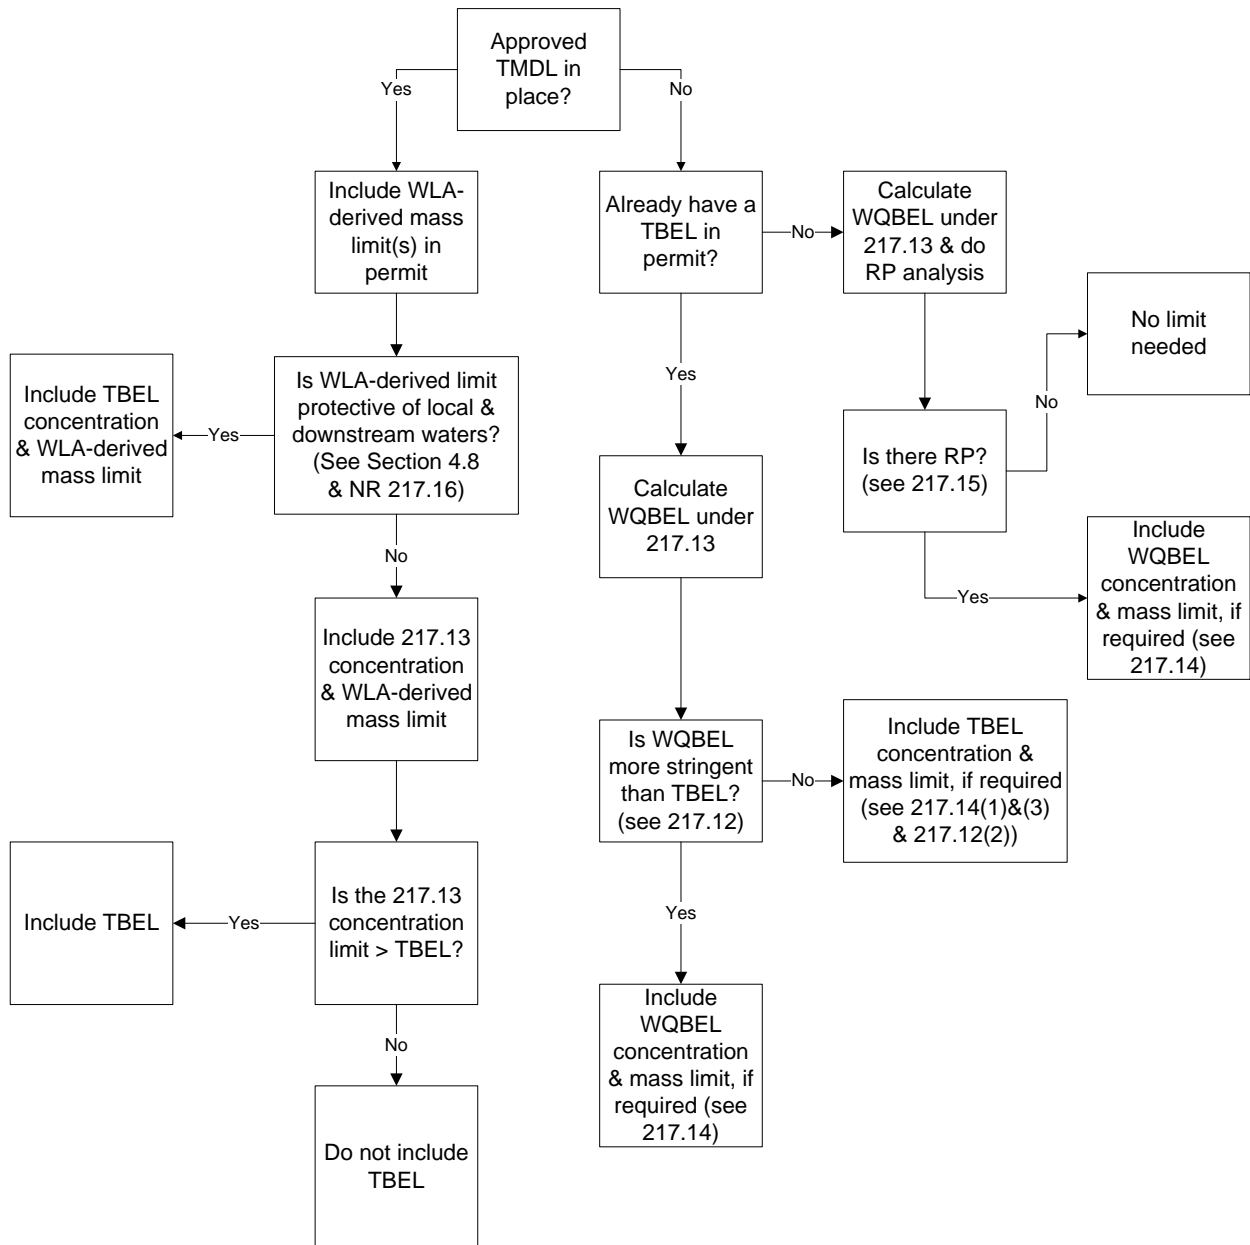 Approved
TMDL in
place?
Yes
No
Include WLA-
derived mass
limit(s) in
permit
Already have a
TBEL in
permit?
No
Calculate
WQBEL under
217.13 & do
RP analysis
No limit
needed
Include TBEL
concentration
& WLA-derived
mass limit
Yes
Is WLA-derived limit
protective of local &
downstream waters?
(See Section 4.8
& NR 217.16)
Yes
No
Is there RP?
(see 217.15)
Calculate
WQBEL under
217.13
No
Yes
Include
WQBEL
concentration
& mass limit, if
required (see
217.14)
Include 217.13
concentration
& WLA-derived
mass limit
Is WQBEL
more stringent
than TBEL?
(see 217.12)
No
Include TBEL
concentration &
mass limit, if required
(see 217.14(1)&(3)
& 217.12(2))
Include TBEL
Yes
Is the 217.13
concentration
limit > TBEL?
Yes
No
Include
WQBEL
concentration
& mass limit, if
required (see
217.14)
Do not include
TBEL